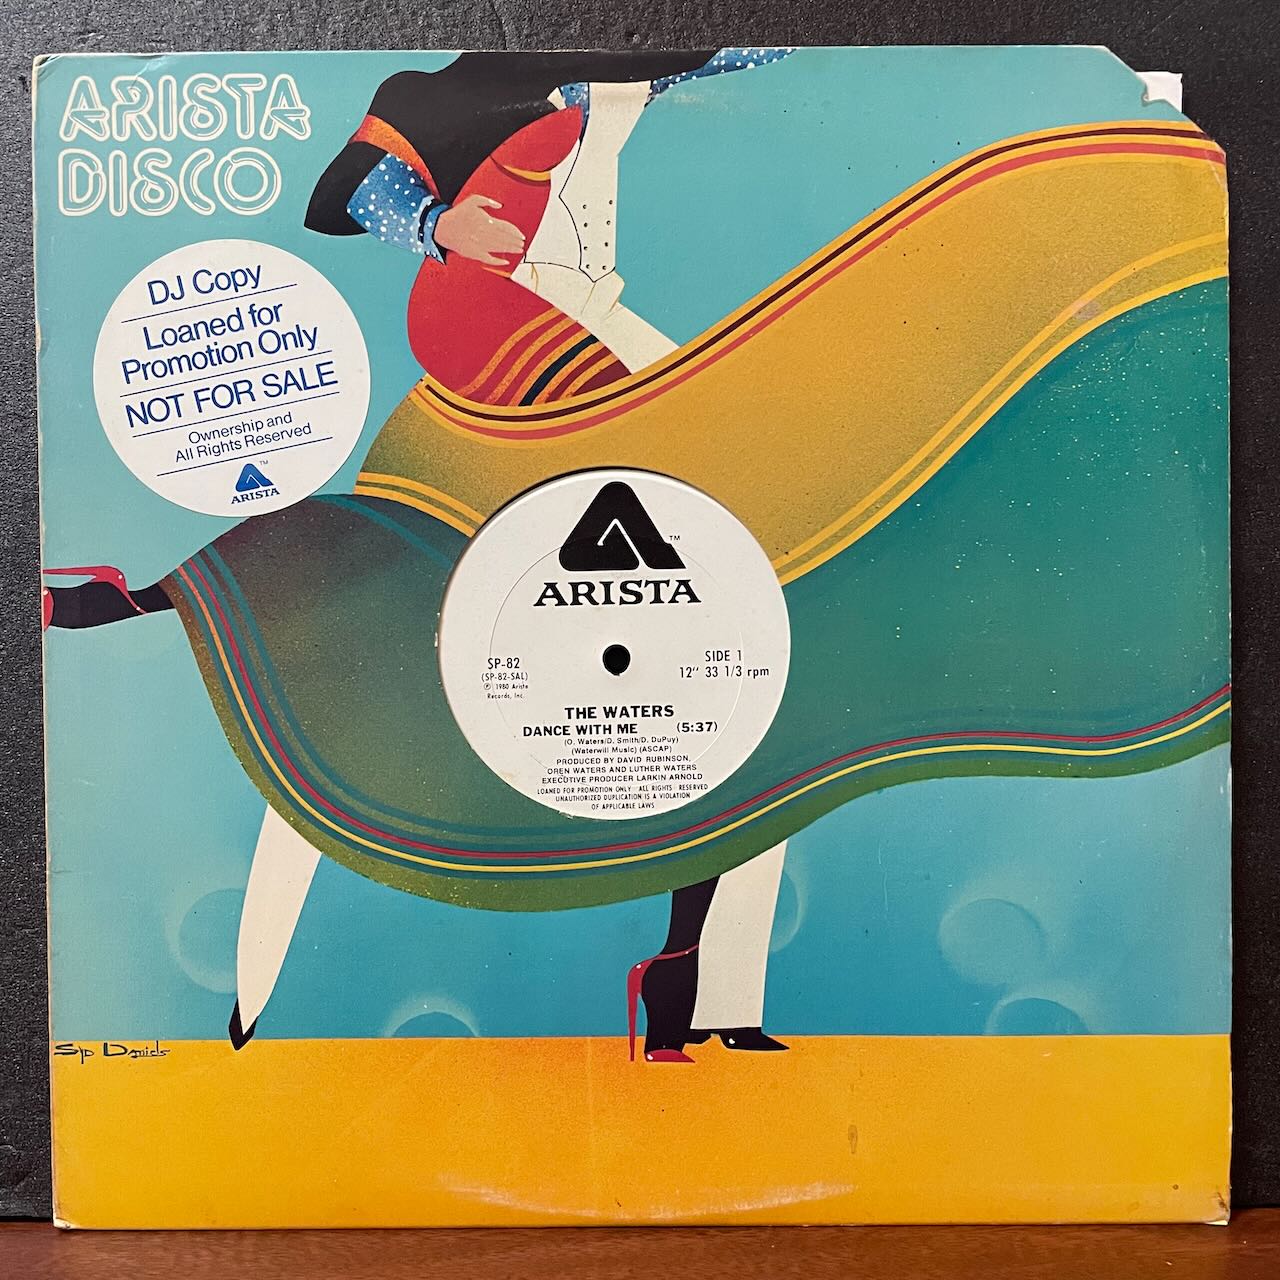 ARISTA
DISCO
DJ Copy
Loaned for
Promotion Only
NOT FOR SALE
Ownership and
All Rights Reserved
TM
ARISTA
TM
ARISTA
SP-82
(SP-82-SAL)
℗ 1980 Arista
Records, Inc.
SIDE 1
12" 33 1/3 rpm
THE WATERS
DANCE WITH ME (5:37)
(O. Waters/D. Smith/D. DuPuy)
(Waterwill Music) (ASCAP)
PRODUCED BY DAVID RUBINSON,
OREN WATERS AND LUTHER WATERS
EXECUTIVE PRODUCER LARKIN ARNOLD
LOANED FOR PROMOTION ONLY ALL RIGHTS RESERVED
UNAUTHORIZED DUPLICATION IS A VIOLATION
OF APPLICABLE LAWS
Daniels